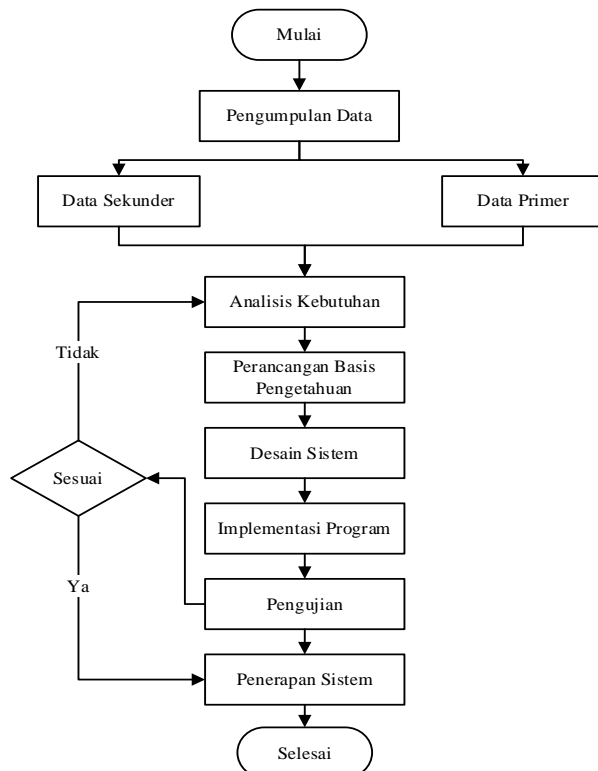 Mulai
Pengumpulan Data
Data Sekunder
Data Primer
Analisis Kebutuhan
Tidak
Perancangan Basis
Pengetahuan
Desain Sistem
Sesuai
Implementasi Program
Ya
Pengujian
Penerapan Sistem
Selesai